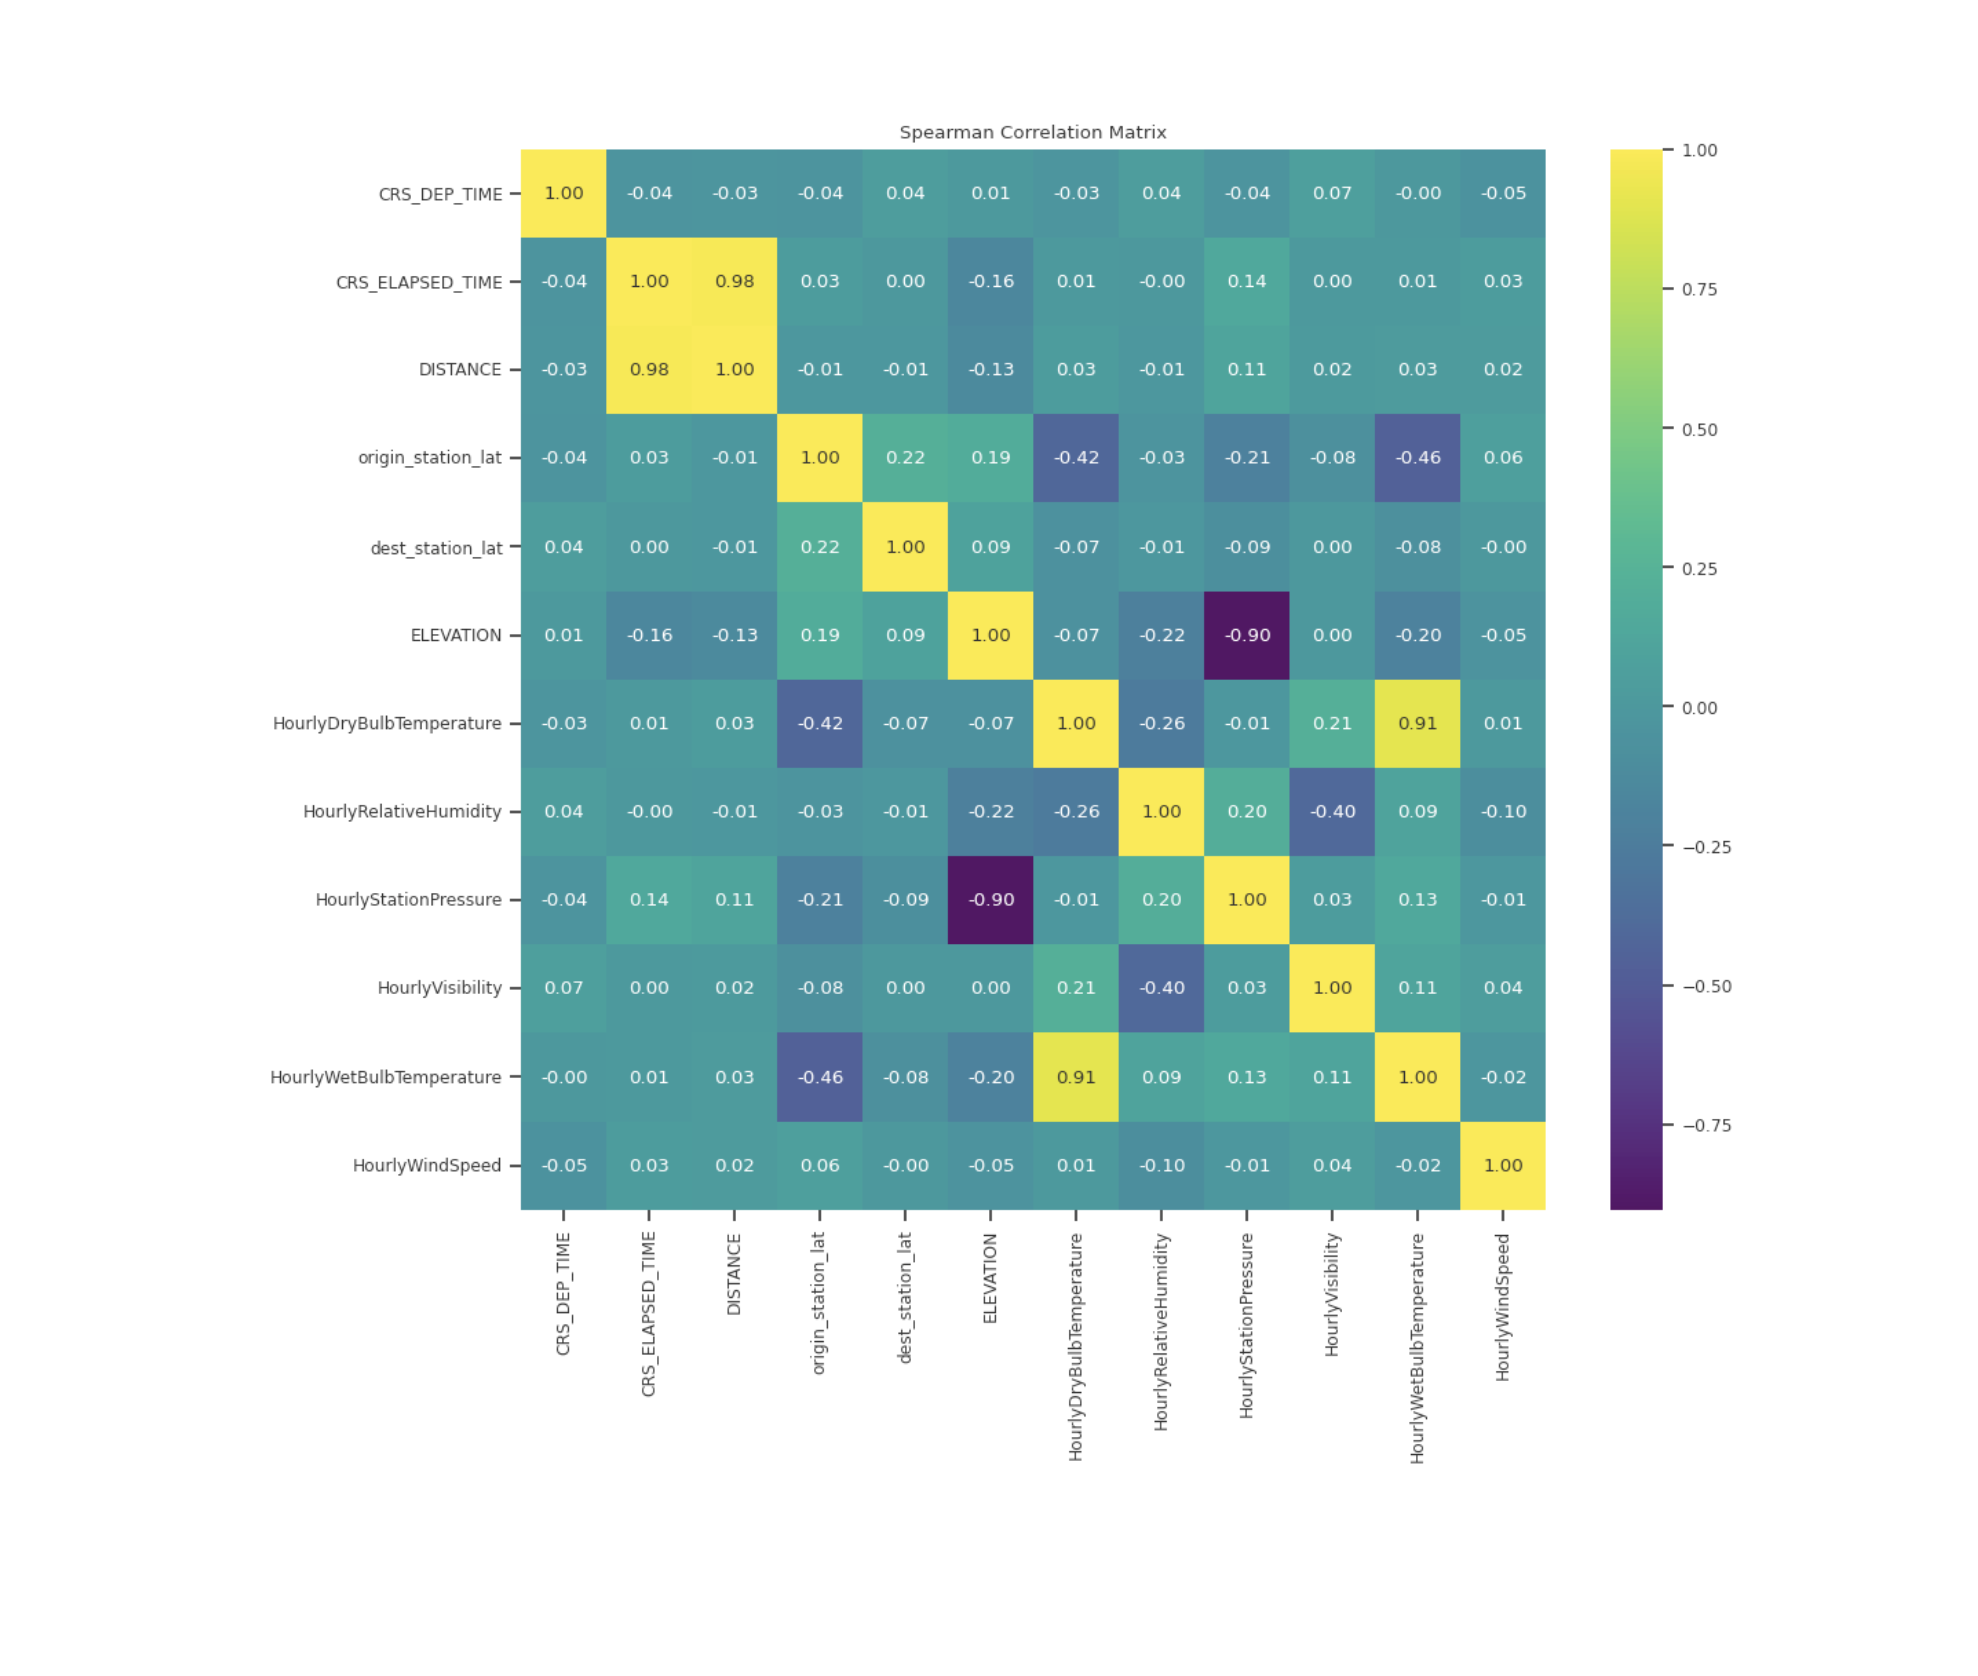 Spearman Correlation Matrix
CRS_DEP_TIME 1.00 -0.04 -0.03 -0.04 0.04 0.01 -0.03 0.04 -0.04 0.07 -0.00 -0.05
CRS_ELAPSED_TIME -0.04 1.00 0.98 0.03 0.00 -0.16 0.01 -0.00 0.14 0.00 0.01 0.03
DISTANCE -0.03 0.98 1.00 -0.01 -0.01 -0.13 0.03 -0.01 0.11 0.02 0.03 0.02
origin_station_lat -0.04 0.03 -0.01 1.00 0.22 0.19 -0.42 -0.03 -0.21 -0.08 -0.46 0.06
dest_station_lat 0.04 0.00 -0.01 0.22 1.00 0.09 -0.07 -0.01 -0.09 0.00 -0.08 -0.00
ELEVATION 0.01 -0.16 -0.13 0.19 0.09 1.00 -0.07 -0.22 -0.90 0.00 -0.20 -0.05
HourlyDryBulbTemperature -0.03 0.01 0.03 -0.42 -0.07 -0.07 1.00 -0.26 -0.01 0.21 0.91 0.01
HourlyRelativeHumidity 0.04 -0.00 -0.01 -0.03 -0.01 -0.22 -0.26 1.00 0.20 -0.40 0.09 -0.10
HourlyStationPressure -0.04 0.14 0.11 -0.21 -0.09 -0.90 -0.01 0.20 1.00 0.03 0.13 -0.01
HourlyVisibility 0.07 0.00 0.02 -0.08 0.00 0.00 0.21 -0.40 0.03 1.00 0.11 0.04
HourlyWetBulbTemperature -0.00 0.01 0.03 -0.46 -0.08 -0.20 0.91 0.09 0.13 0.11 1.00 -0.02
HourlyWindSpeed -0.05 0.03 0.02 0.06 -0.00 -0.05 0.01 -0.10 -0.01 0.04 -0.02 1.00
CRS_DEP_TIME
CRS_ELAPSED_TIME
DISTANCE
origin_station_lat
dest_station_lat
ELEVATION
HourlyDryBulbTemperature
HourlyRelativeHumidity
HourlyStationPressure
HourlyVisibility
HourlyWetBulbTemperature
HourlyWindSpeed
1.00
0.75
0.50
0.25
0.00
−0.25
−0.50
−0.75